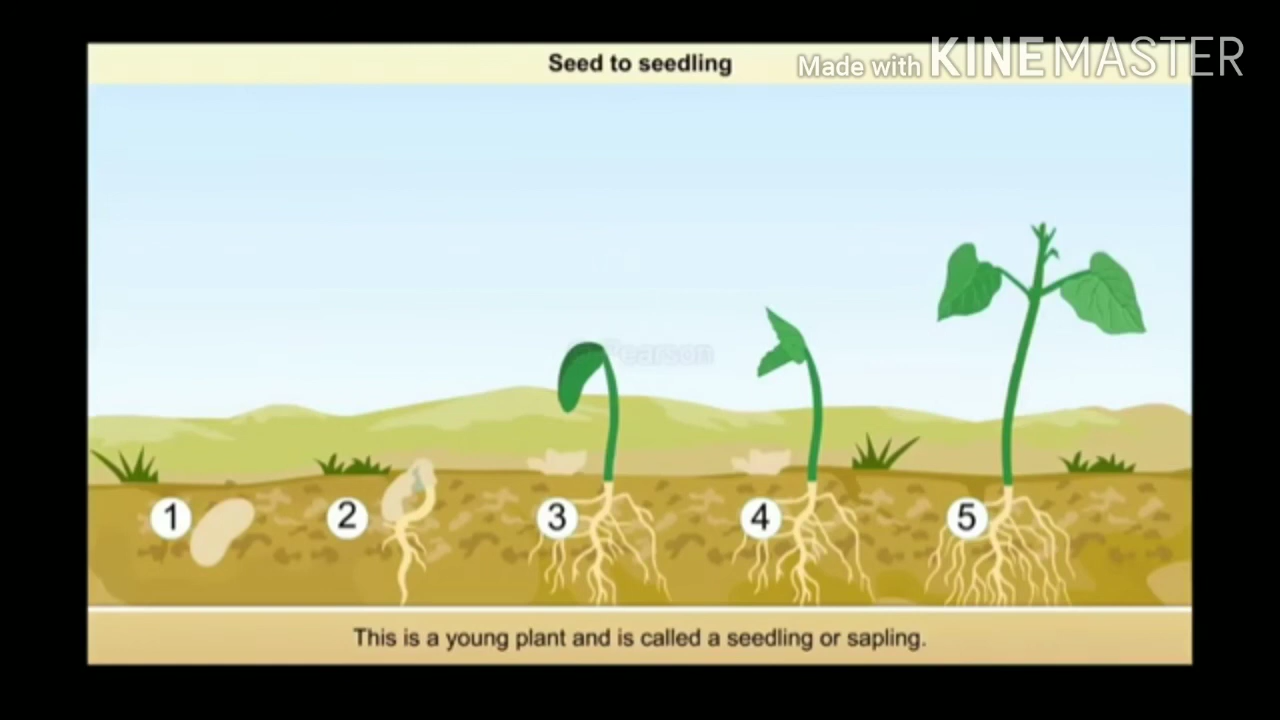 Seed to seedling
Made with KINEMASTER
Pearson
1 2 3 4 5
This is a young plant and is called a seedling or sapling.